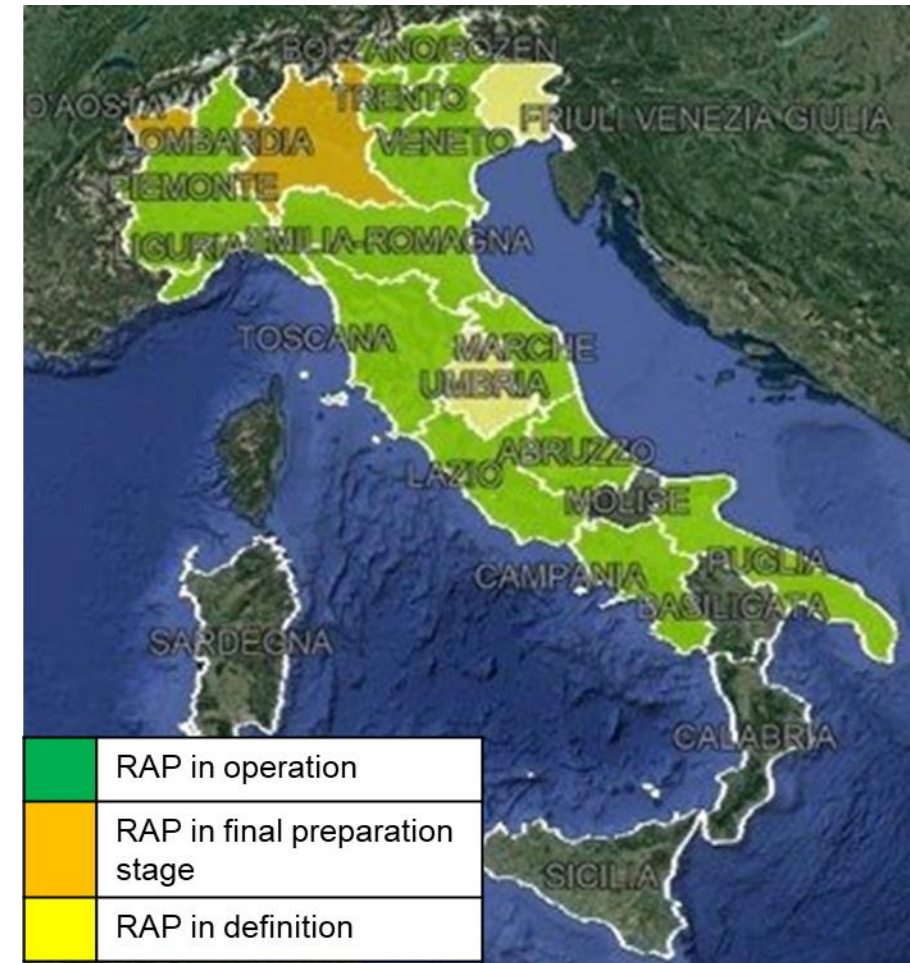 BOLZANO/BOZEN
D'AOSTA
TRENTO
FRIULI VENEZIA GIULIA
LOMBARDIA
VENETO
PIEMONTE
LIGURIA
EMILIA-ROMAGNA
TOSCANA
MARCHE
UMBRIA
ABRUZZO
LAZIO
MOLISE
PUGLIA
CAMPANIA
BASILICATA
SARDEGNA
CALABRIA
SICILIA
RAP in operation
RAP in final preparation
stage
RAP in definition